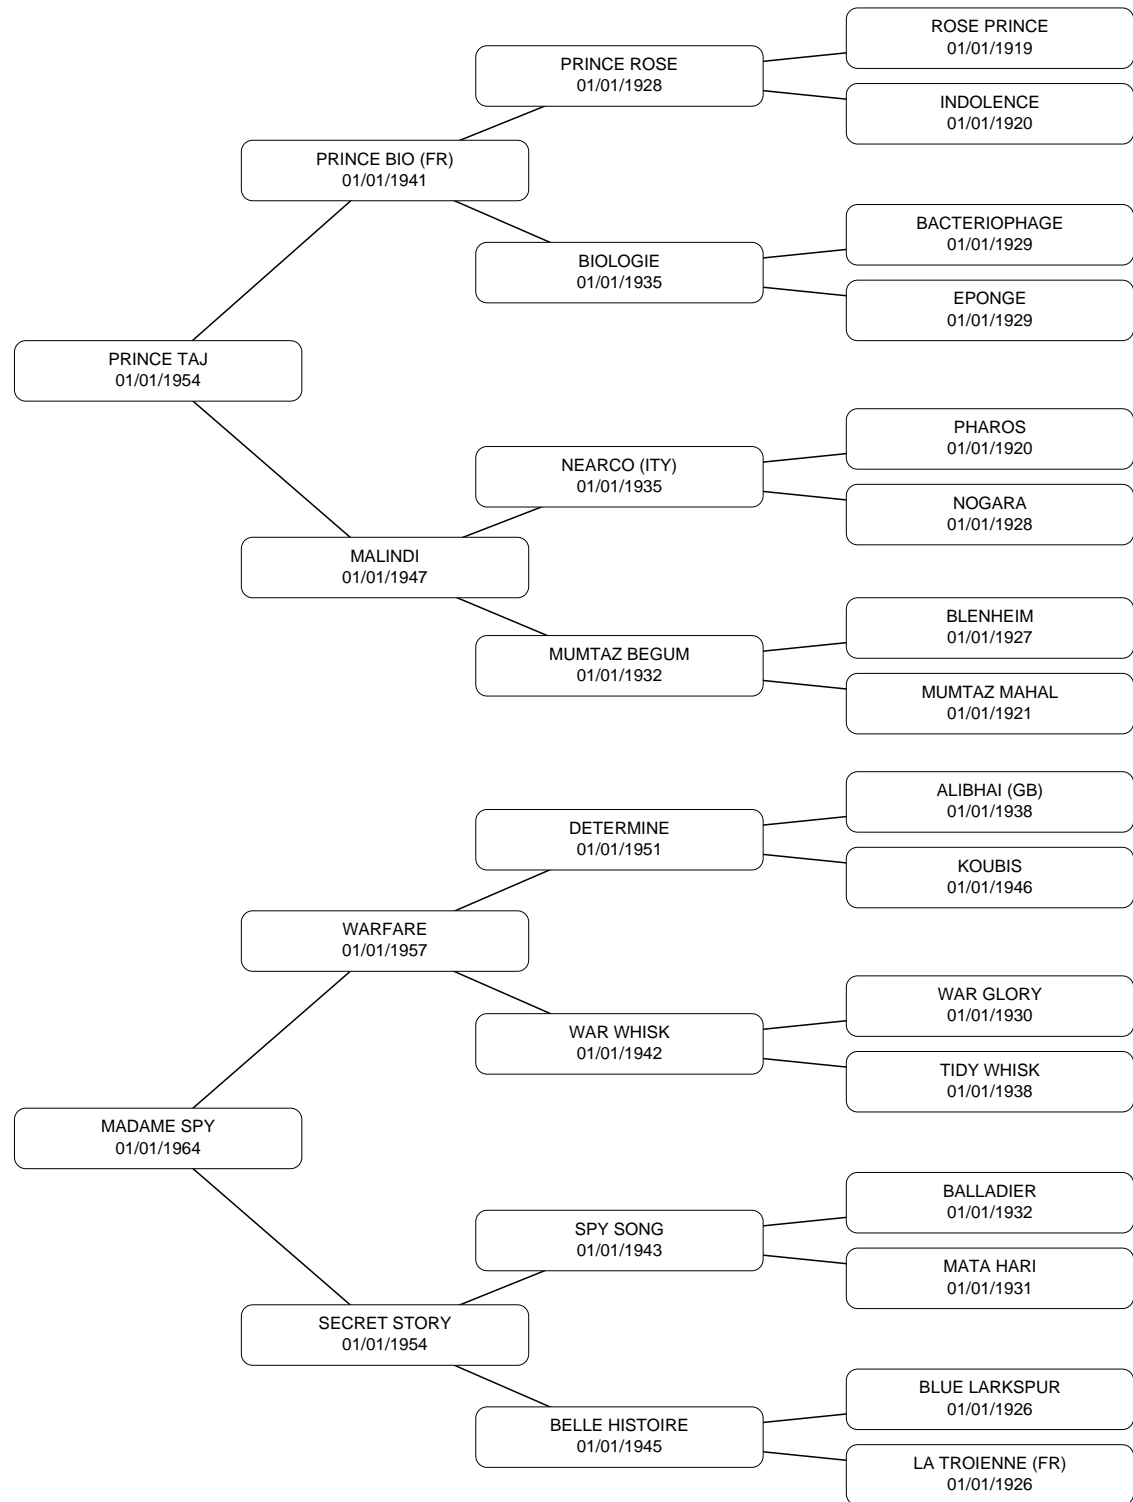 ROSE PRINCE
01/01/1919
PRINCE ROSE
01/01/1928
INDOLENCE
01/01/1920
PRINCE BIO (FR)
01/01/1941
BACTERIOPHAGE
01/01/1929
BIOLOGIE
01/01/1935
EPONGE
01/01/1929
PRINCE TAJ
01/01/1954
PHAROS
01/01/1920
NEARCO (ITY)
01/01/1935
NOGARA
01/01/1928
MALINDI
01/01/1947
BLENHEIM
01/01/1927
MUMTAZ BEGUM
01/01/1932
MUMTAZ MAHAL
01/01/1921
ALIBHAI (GB)
01/01/1938
DETERMINE
01/01/1951
KOUBIS
01/01/1946
WARFARE
01/01/1957
WAR GLORY
01/01/1930
WAR WHISK
01/01/1942
TIDY WHISK
01/01/1938
MADAME SPY
01/01/1964
BALLADIER
01/01/1932
SPY SONG
01/01/1943
MATA HARI
01/01/1931
SECRET STORY
01/01/1954
BLUE LARKSPUR
01/01/1926
BELLE HISTOIRE
01/01/1945
LA TROIENNE (FR)
01/01/1926